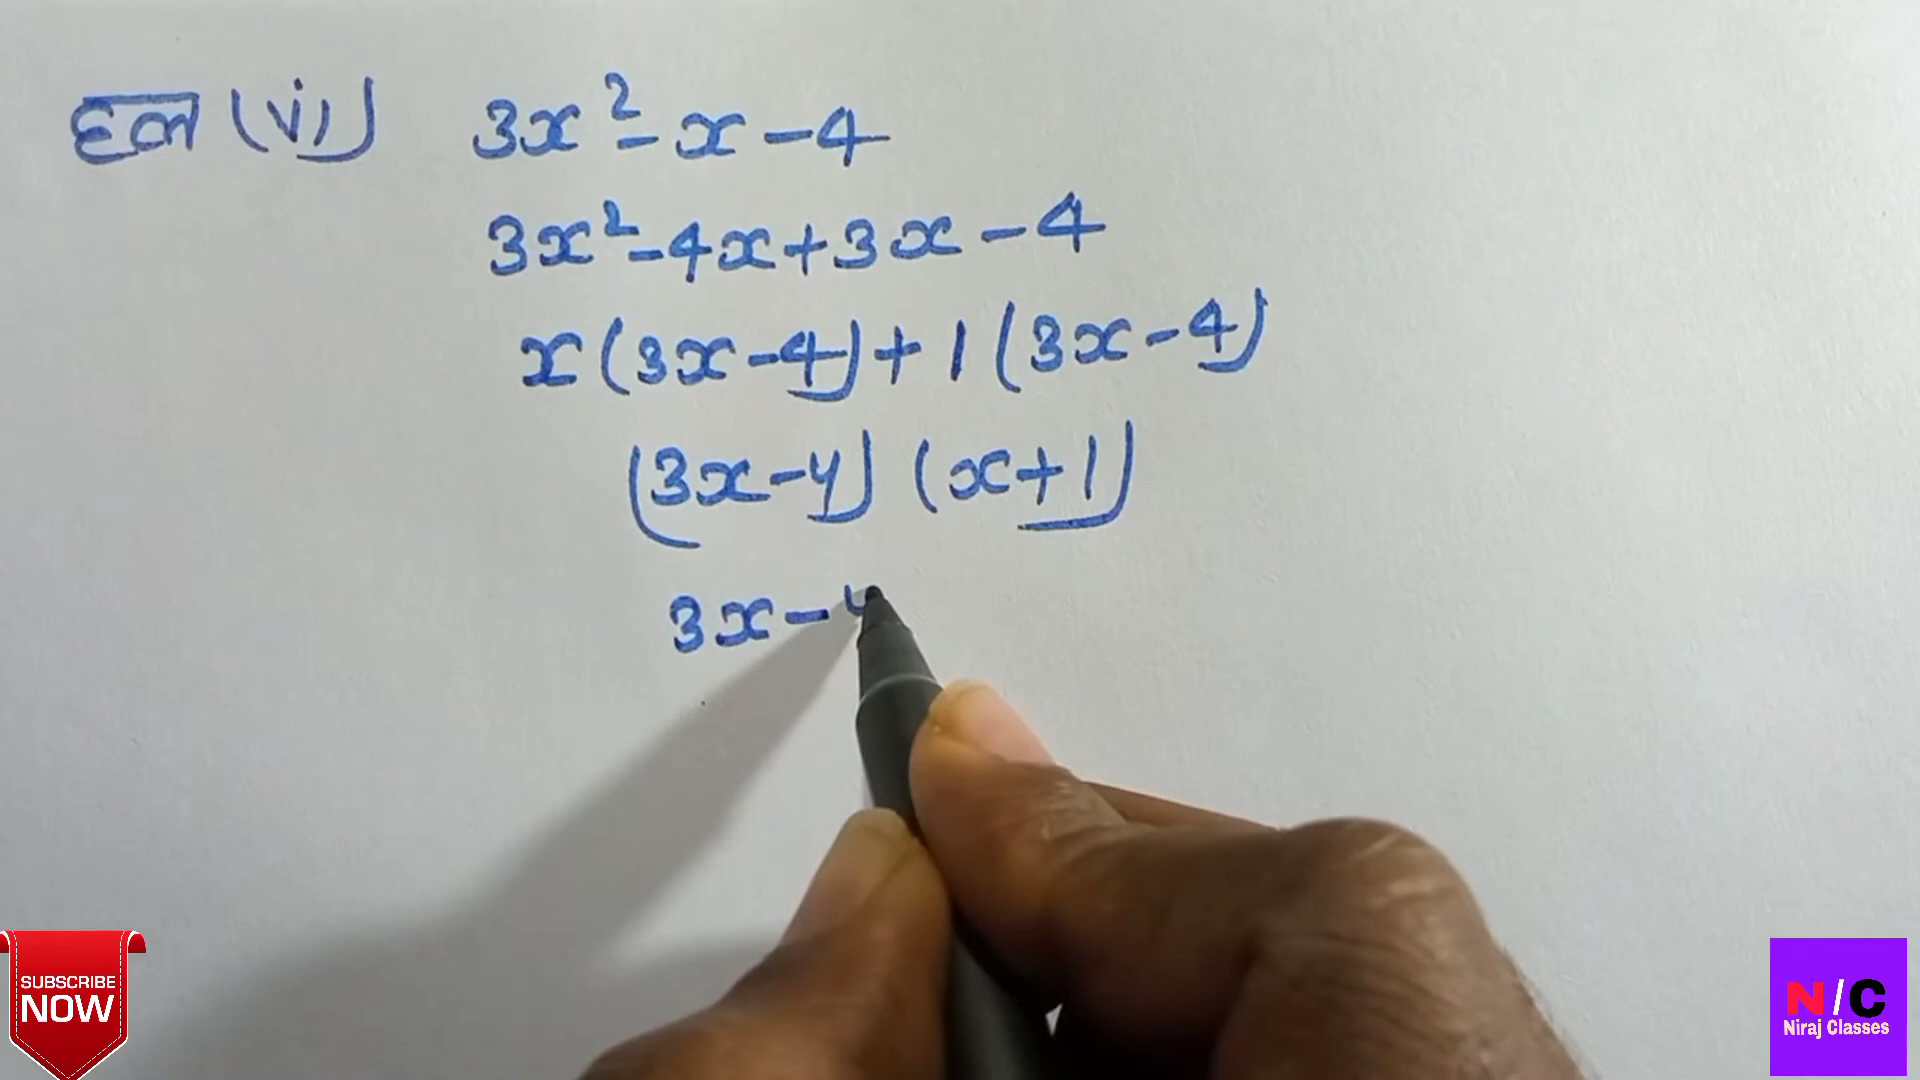 हल (vi) 3x² - x - 4
3x² - 4x + 3x - 4
x(3x - 4) + 1(3x - 4)
(3x - 4) (x + 1)
3x - 4
SUBSCRIBE
NOW
N/C
Niraj Classes